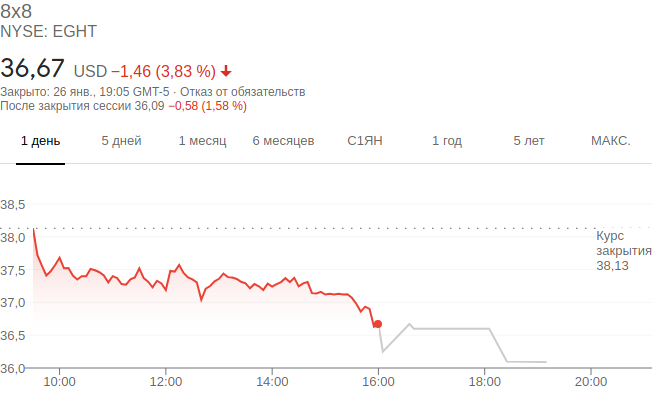 8x8
NYSE: EGHT
36,67 USD −1,46 (3,83 %)
Закрыто: 26 янв., 19:05 GMT-5 · Отказ от обязательств
После закрытия сессии 36,09 −0,58 (1,58 %)
1 день 5 дней 1 месяц 6 месяцев С1ЯН 1 год 5 лет МАКС.
38,5
38,0
37,5
37,0
36,5
36,0
Курс
закрытия
38,13
10:00 12:00 14:00 16:00 18:00 20:00